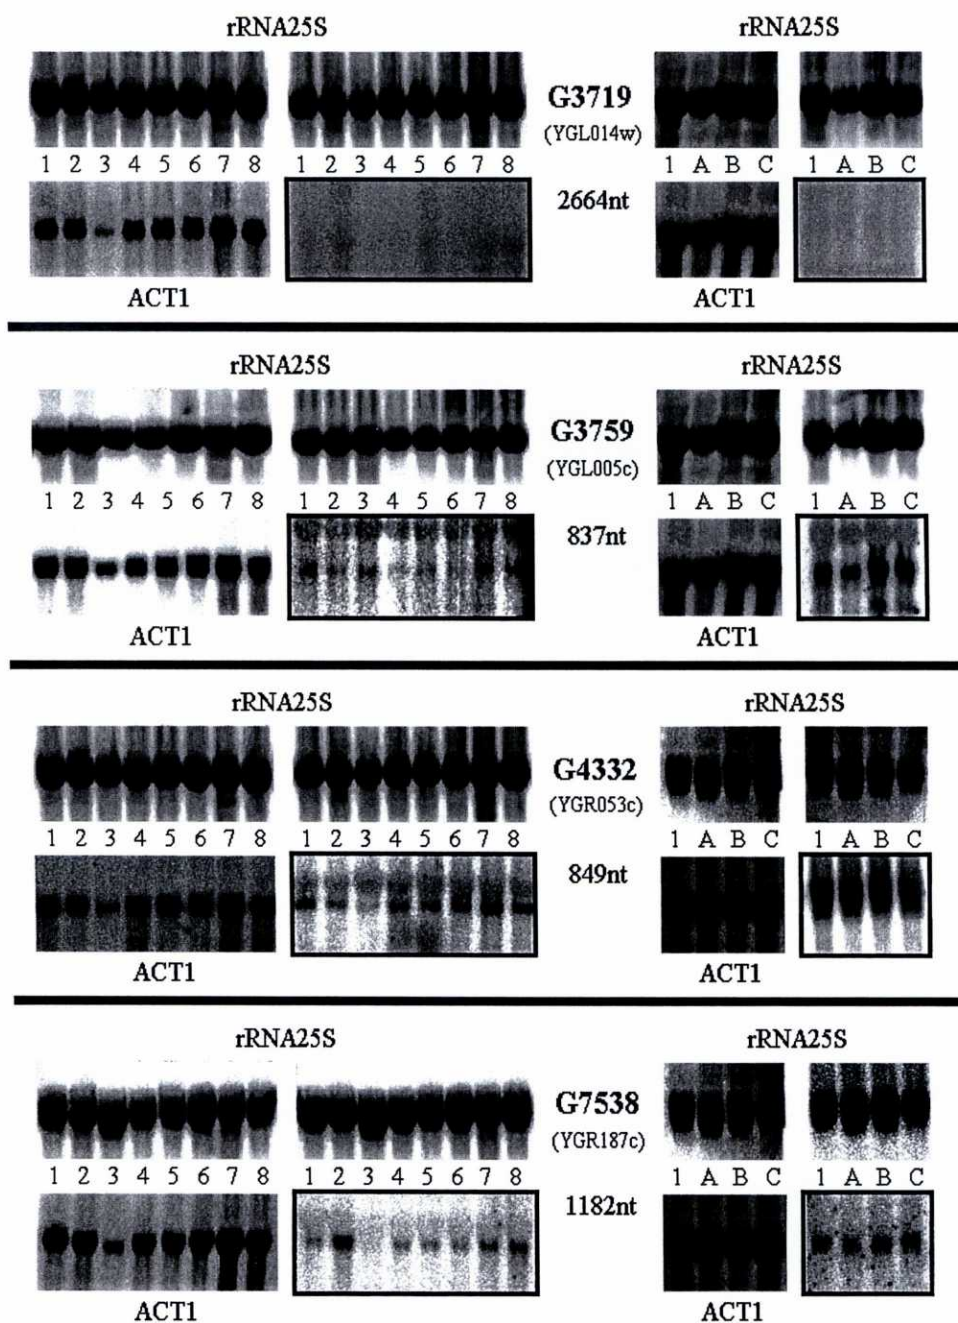 rRNA25S rRNA25S
G3719
(YGL014w)
1 2 3 4 5 6 7 8 1 2 3 4 5 6 7 8 1 A B C 1 A B C
2664nt
ACT1 ACT1
rRNA25S rRNA25S
G3759
(YGL005c)
1 2 3 4 5 6 7 8 1 2 3 4 5 6 7 8 1 A B C 1 A B C
837nt
ACT1 ACT1
rRNA25S rRNA25S
G4332
(YGR053c)
1 2 3 4 5 6 7 8 1 2 3 4 5 6 7 8 1 A B C 1 A B C
849nt
ACT1 ACT1
rRNA25S rRNA25S
G7538
(YGR187c)
1 2 3 4 5 6 7 8 1 2 3 4 5 6 7 8 1 A B C 1 A B C
1182nt
ACT1 ACT1